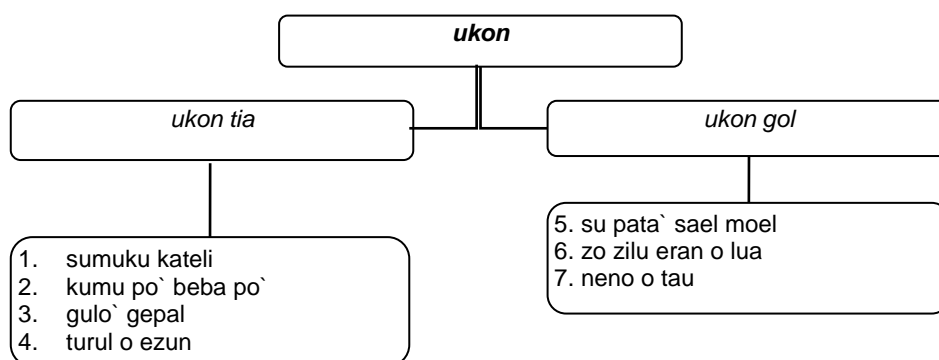 ukon
ukon tia
ukon gol
1. sumuku kateli
2. kumu po` beba po`
3. gulo` gepal
4. turul o ezun
5. su pata` sael moel
6. zo zilu eran o lua
7. neno o tau